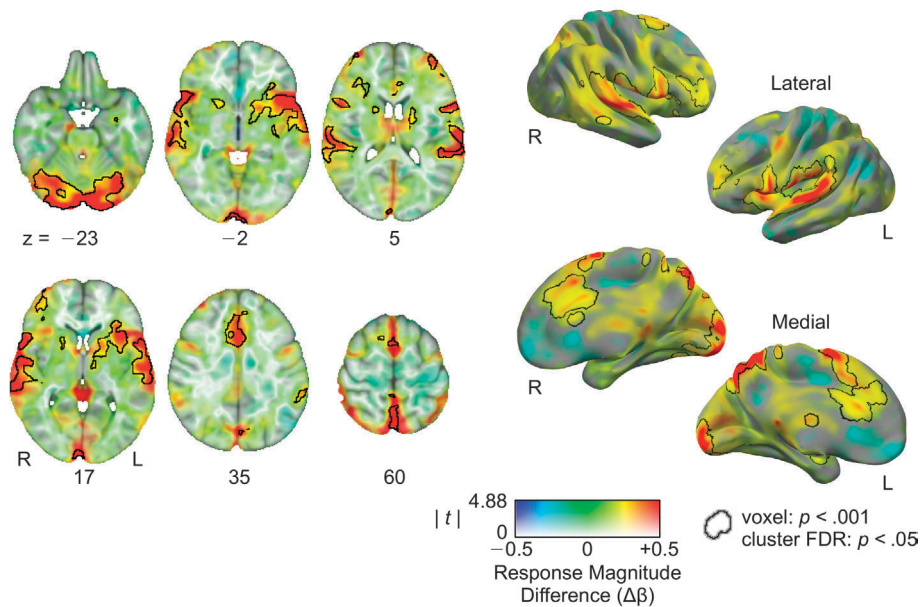 z = −23
−2
5
R
L
17
35
60
Lateral
R
L
Medial
R
L
| t |
4.88
0
−0.5
0
+0.5
Response Magnitude
Difference (Δβ)
voxel: p < .001
cluster FDR: p < .05